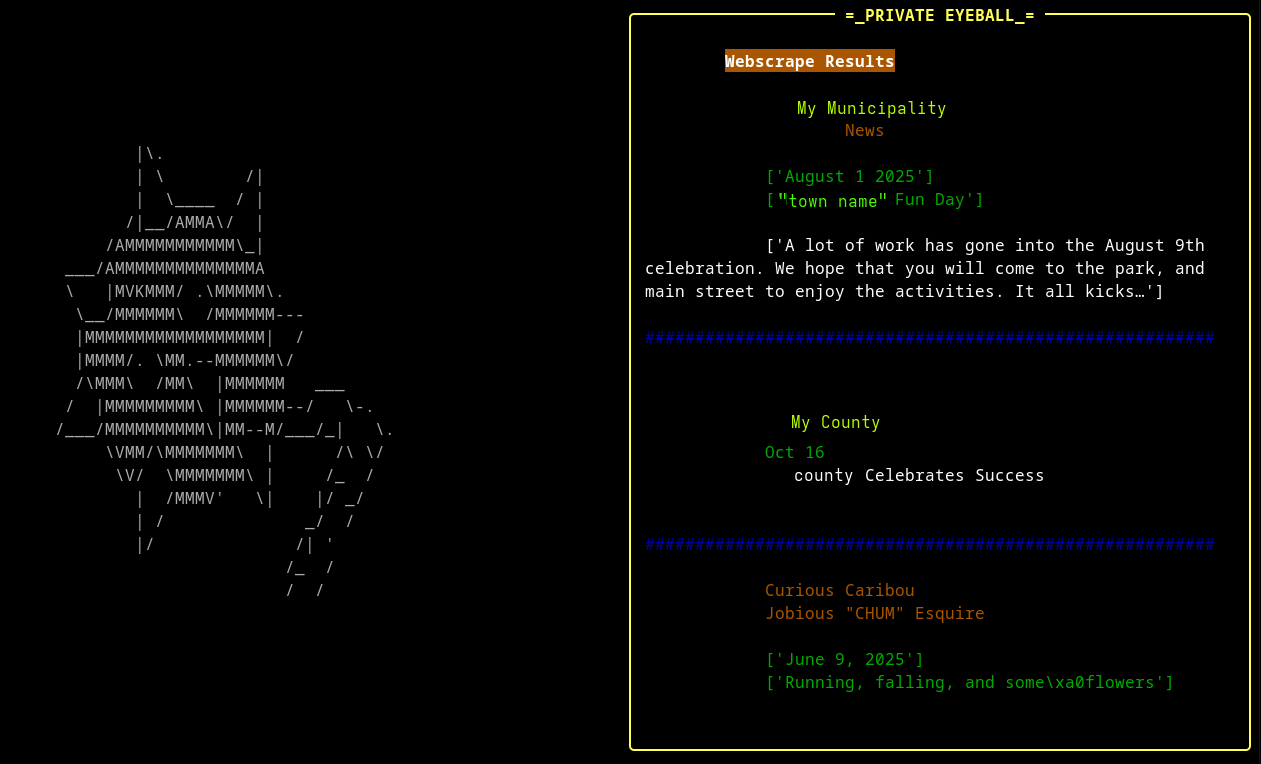 =_PRIVATE EYEBALL_=
Webscrape Results
My Municipality
News
['August 1 2025']
["town name" Fun Day']
['A lot of work has gone into the August 9th
celebration. We hope that you will come to the park, and
main street to enjoy the activities. It all kicks…']
#########################################################
My County
Oct 16
county Celebrates Success
#########################################################
Curious Caribou
Jobious "CHUM" Esquire
['June 9, 2025']
['Running, falling, and some\xa0flowers']